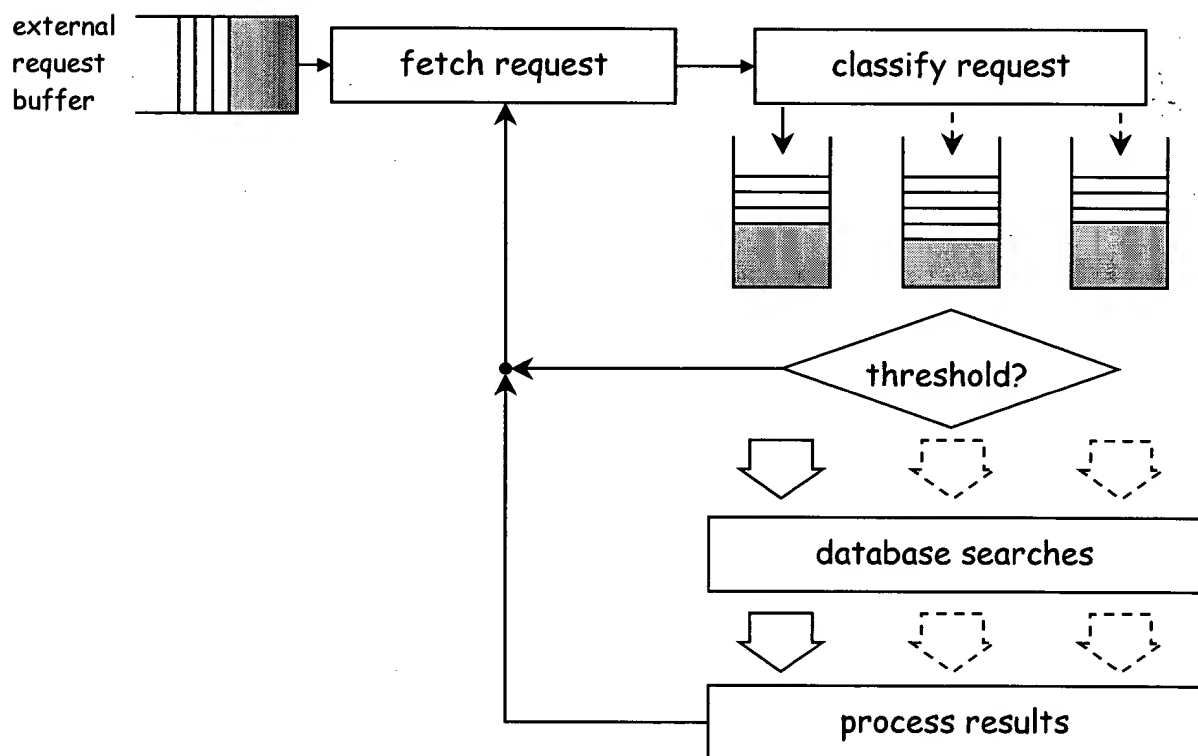 external
request
buffer
fetch request
classify request
threshold?
database searches
process results